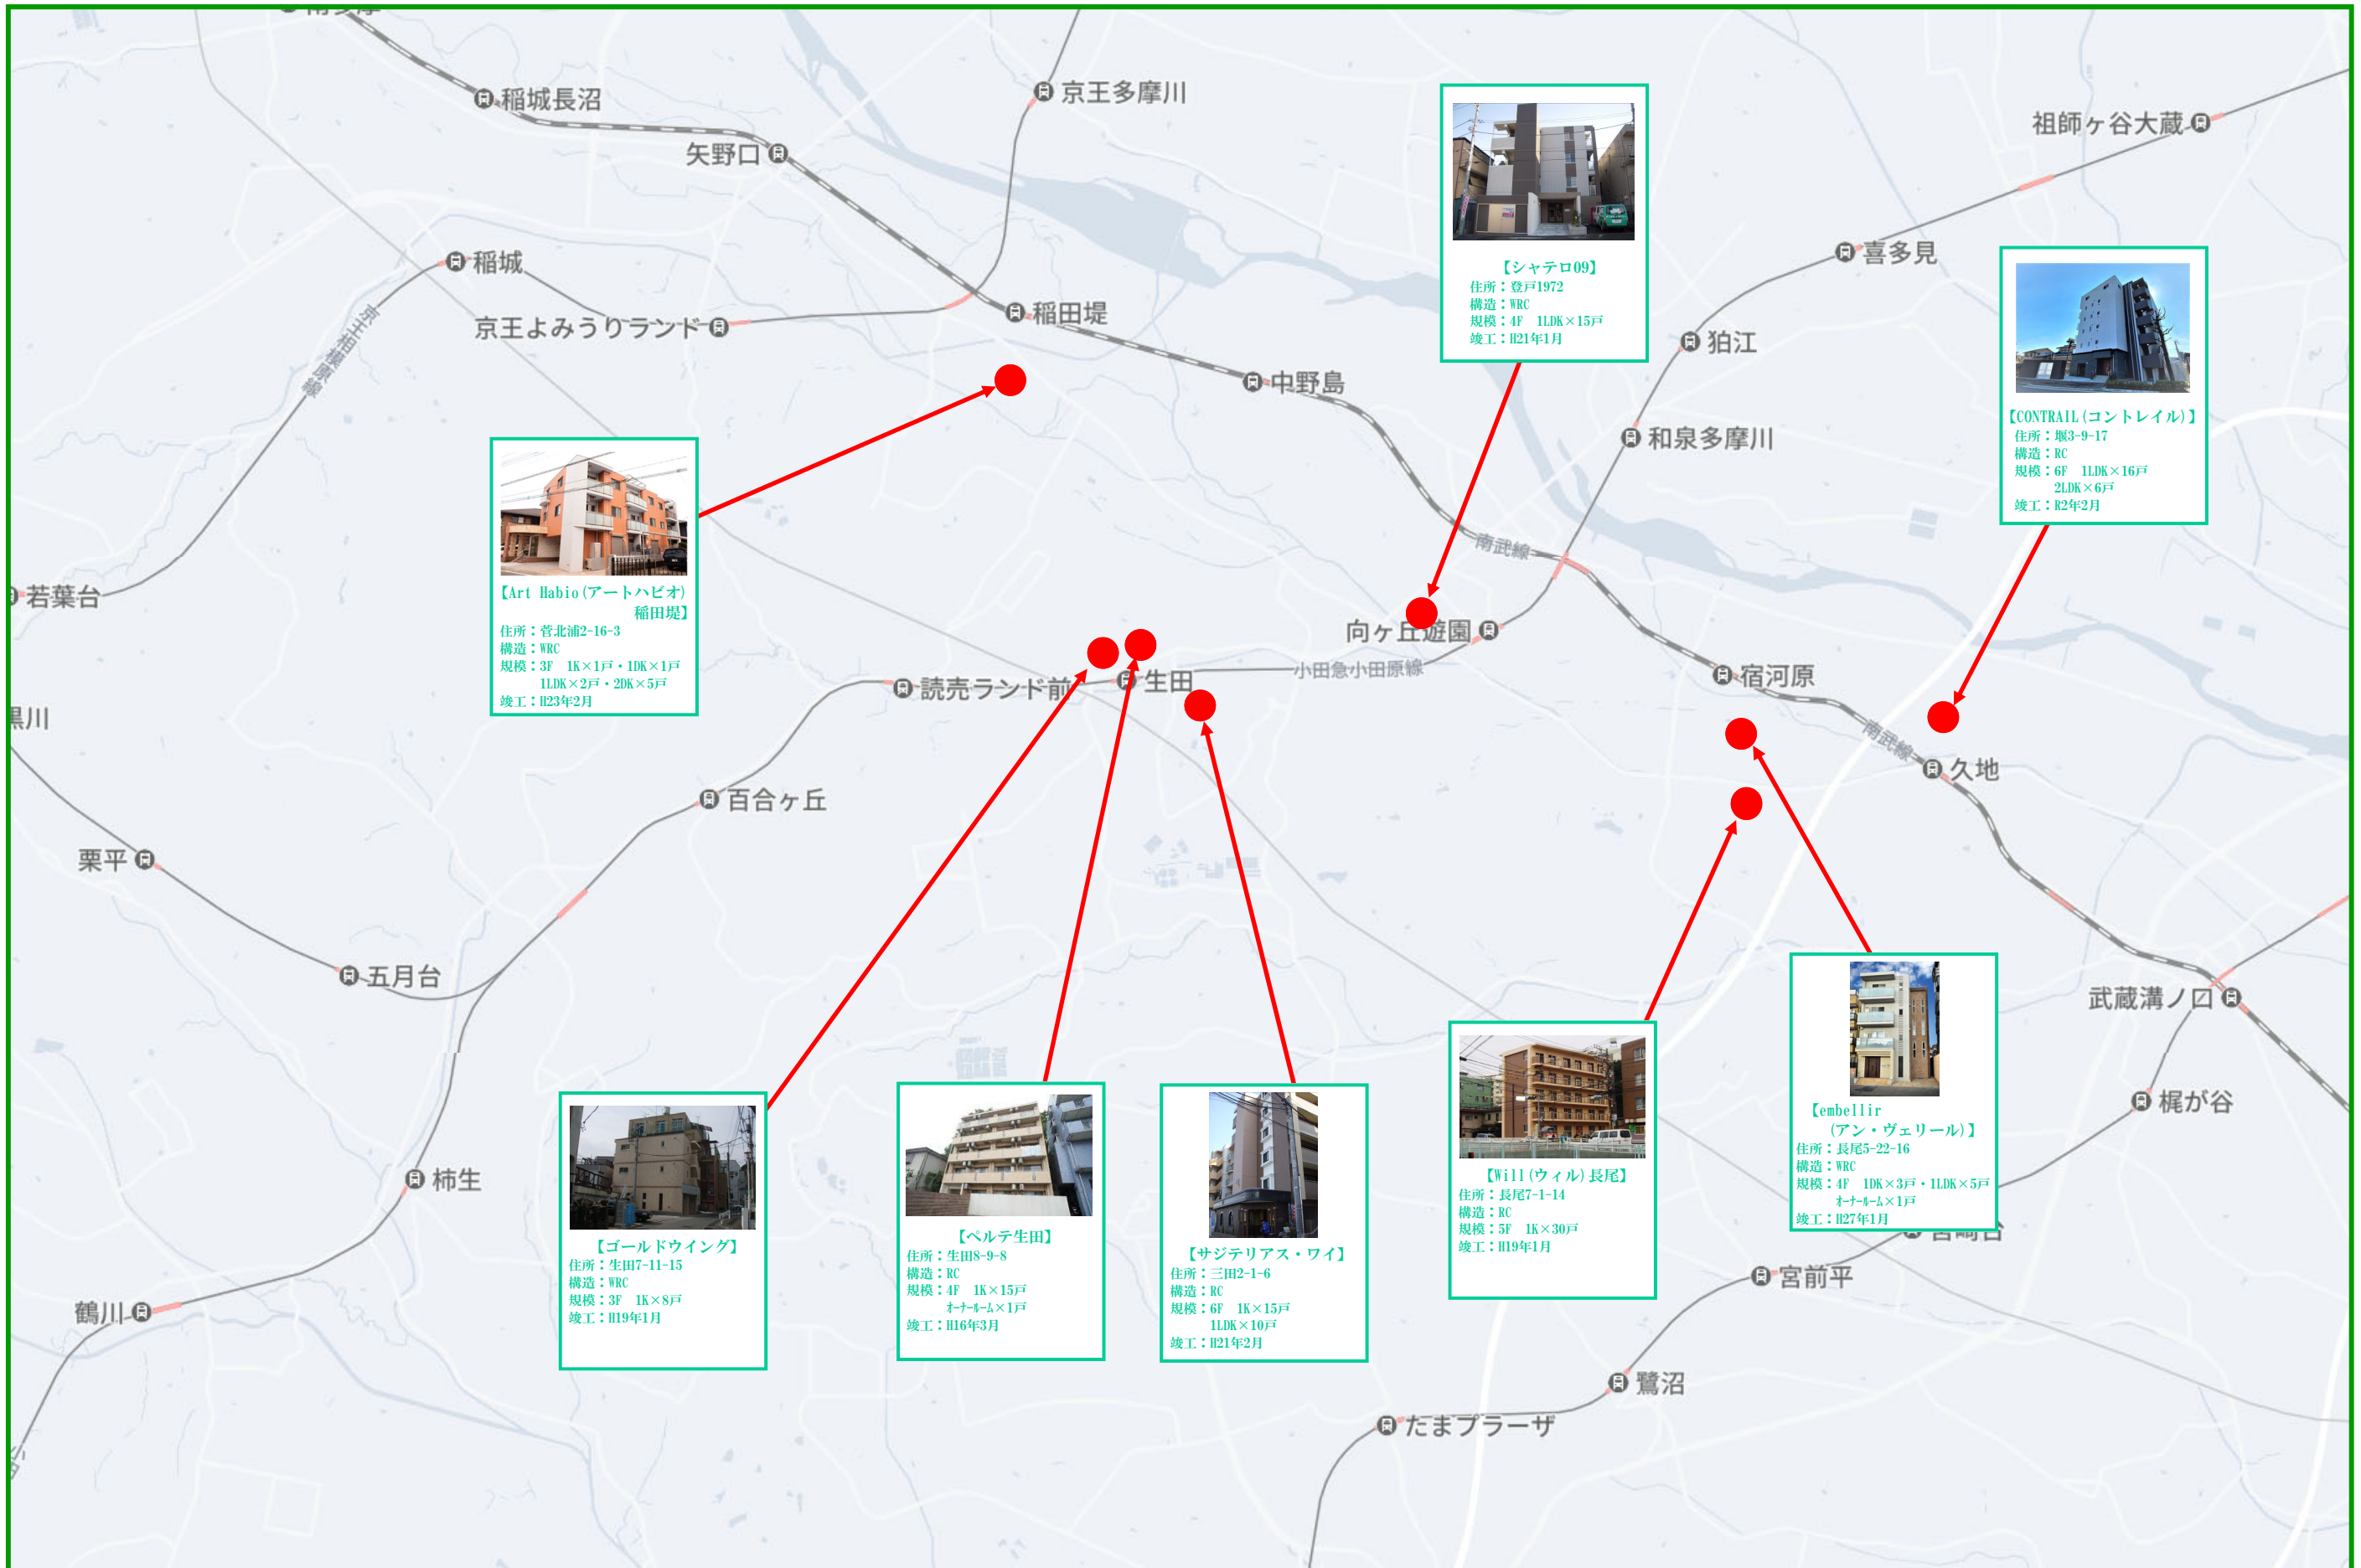 稲城長沼
京王多摩川
祖師ヶ谷大蔵
矢野口
稲城
喜多見
京王よみうりランド
稲田堤
狛江
京王相模原線
中野島
和泉多摩川
【シャテロ09】
住所：登戸1972
構造：WRC
規模：4F 1LDK×15戸
竣工：H21年1月
【CONTRAIL(コントレイル)】
住所：堰3-9-17
構造：RC
規模：6F 1LDK×16戸
2LDK×6戸
竣工：R2年2月
【Art Habio(アートハビオ)
稲田堤】
住所：菅北浦2-16-3
構造：WRC
規模：3F 1K×1戸・1DK×1戸
1LDK×2戸・2DK×5戸
竣工：H23年2月
南武線
若葉台
向ヶ丘遊園
小田急小田原線
生田
読売ランド前
宿河原
黒川
南武線
久地
百合ヶ丘
栗平
五月台
武蔵溝ノ口
梶が谷
柿生
鶴川
【ゴールドウイング】
住所：生田7-11-15
構造：WRC
規模：3F 1K×8戸
竣工：H19年1月
【ペルテ生田】
住所：生田8-9-8
構造：RC
規模：4F 1K×15戸
ｵｰﾅｰﾙｰﾑ×1戸
竣工：H16年3月
【サジテリアス・ワイ】
住所：三田2-1-6
構造：RC
規模：6F 1K×15戸
1LDK×10戸
竣工：H21年2月
【Will(ウィル)長尾】
住所：長尾7-1-14
構造：RC
規模：5F 1K×30戸
竣工：H19年1月
【embellir
(アン・ヴェリール)】
住所：長尾5-22-16
構造：WRC
規模：4F 1DK×3戸・1LDK×5戸
ｵｰﾅｰﾙｰﾑ×1戸
竣工：H27年1月
宮前平
鷺沼
たまプラーザ